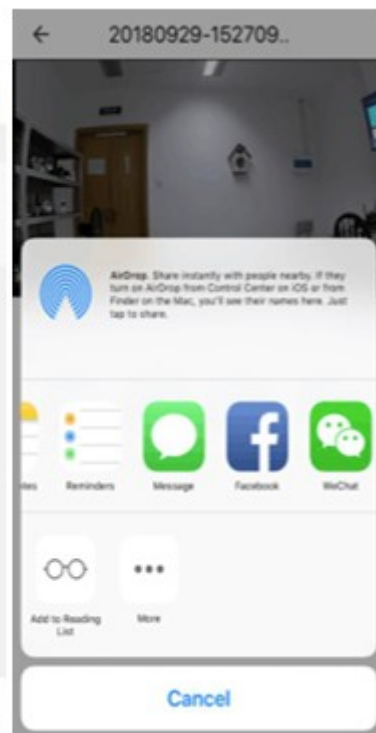 20180929-152709..
AirDrop. Share instantly with people nearby. If they
turn on AirDrop from Control Center on iOS or from
Finder on the Mac, you'll see their names here. Just
tap to share.
tes Reminders Message Facebook WeChat
Add to Reading
List
More
Cancel